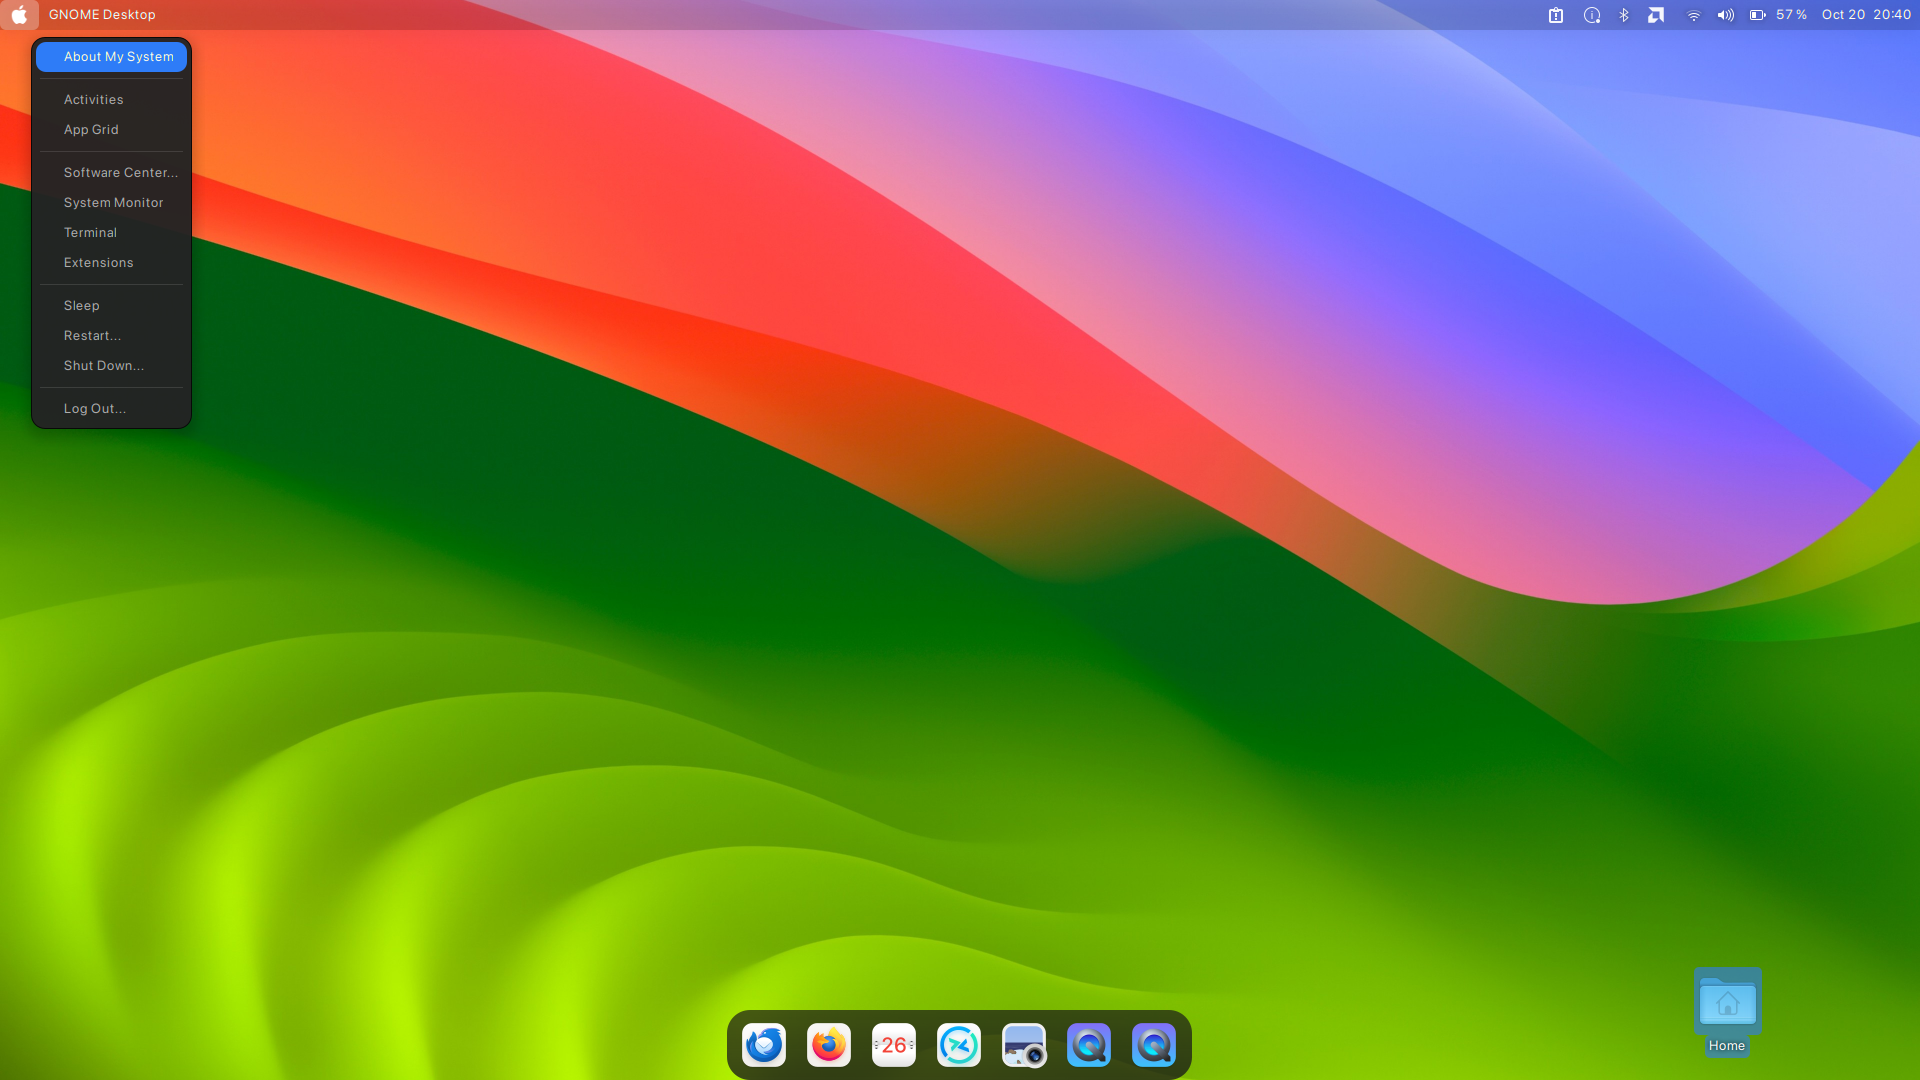 GNOME Desktop
57 %
Oct 20 20:40
About My System
Activities
App Grid
Software Center...
System Monitor
Terminal
Extensions
Sleep
Restart...
Shut Down...
Log Out...
26
Home